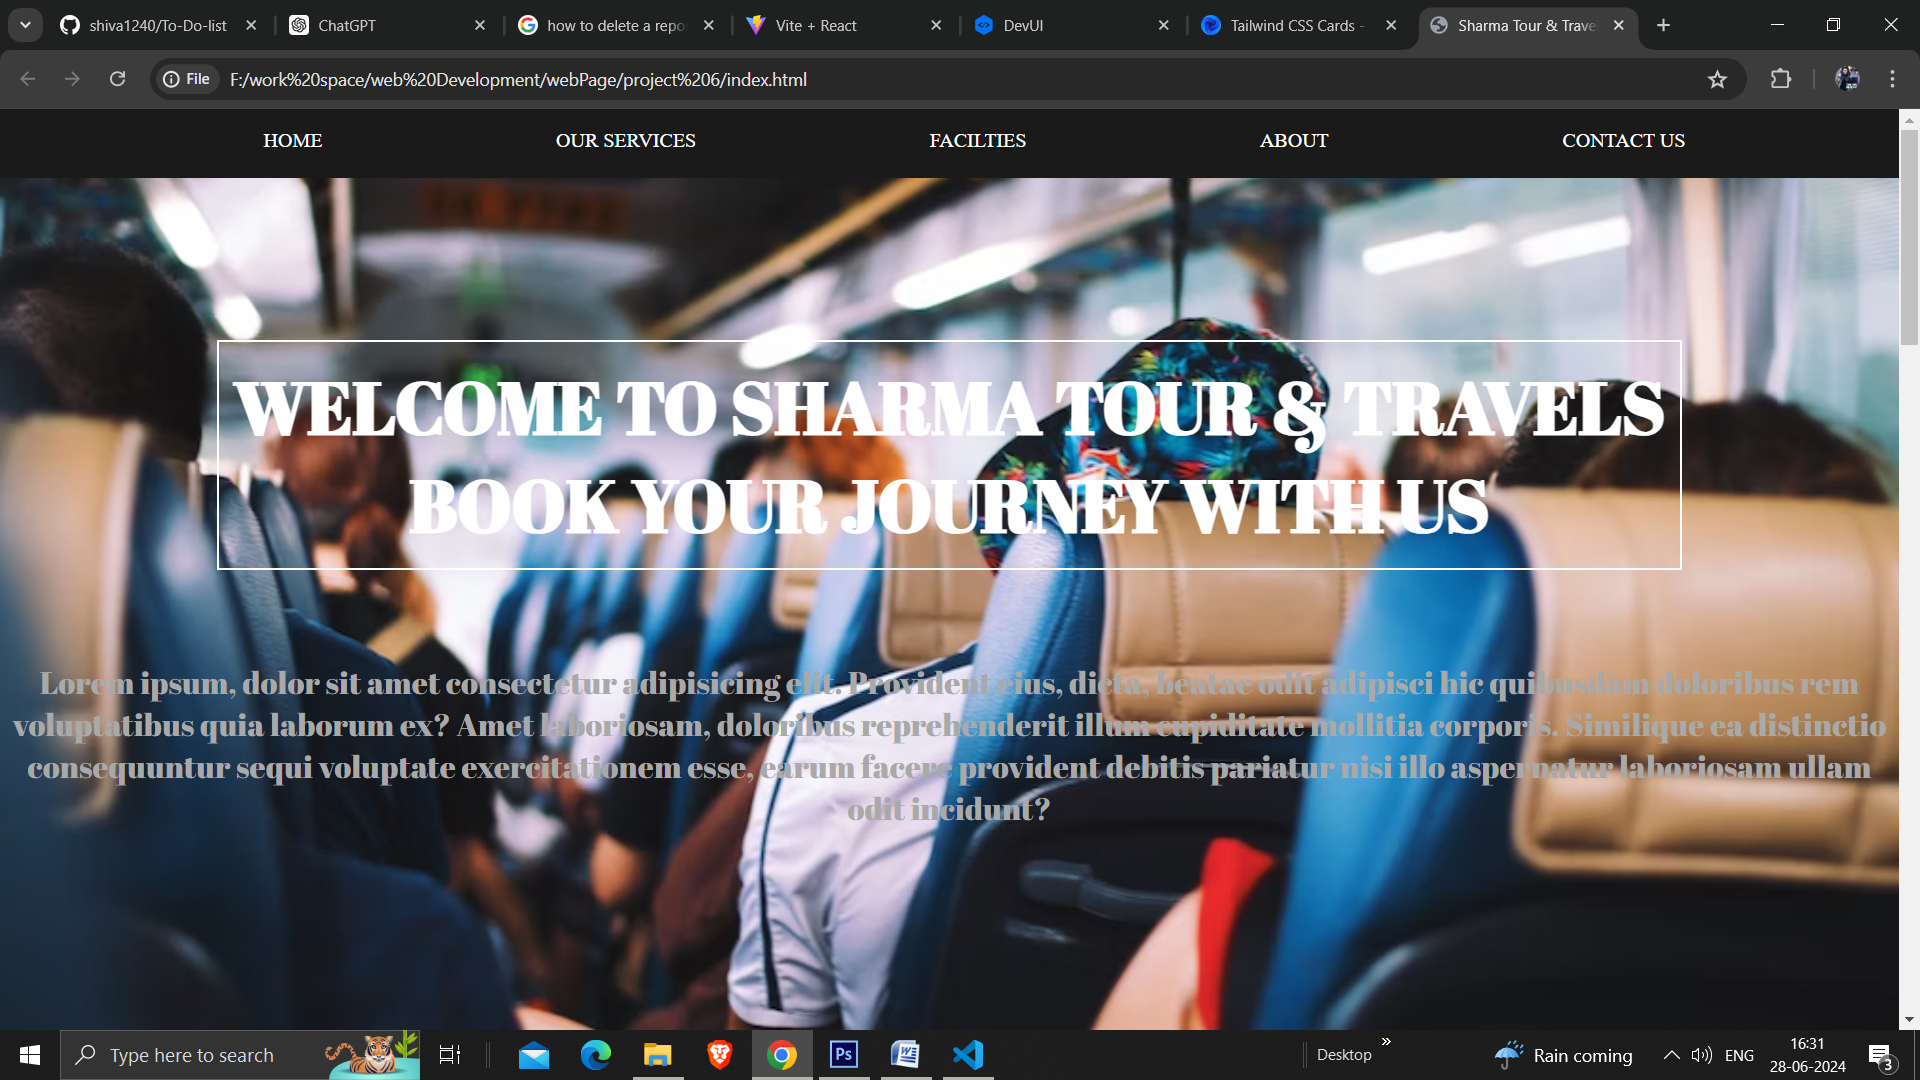 shiva1240/To-Do-list
ChatGPT
how to delete a repo
Vite + React
DevUI
Tailwind CSS Cards -
Sharma Tour & Trave
File
F:/work%20space/web%20Development/webPage/project%206/index.html
HOME
OUR SERVICES
FACILTIES
ABOUT
CONTACT US
WELCOME TO SHARMA TOUR & TRAVELS
BOOK YOUR JOURNEY WITH US
Lorem ipsum, dolor sit amet consectetur adipisicing elit. Provident eius, dicta, beatae odit adipisci hic quibusdam doloribus rem
voluptatibus quia laborum ex? Amet laboriosam, doloribus reprehenderit illum cupiditate mollitia corporis. Similique ea distinctio
consequuntur sequi voluptate exercitationem esse, earum facere provident debitis pariatur nisi illo aspernatur laboriosam ullam
odit incidunt?
Type here to search
Ps
W
Desktop
Rain coming
ENG
16:31
28-06-2024
3